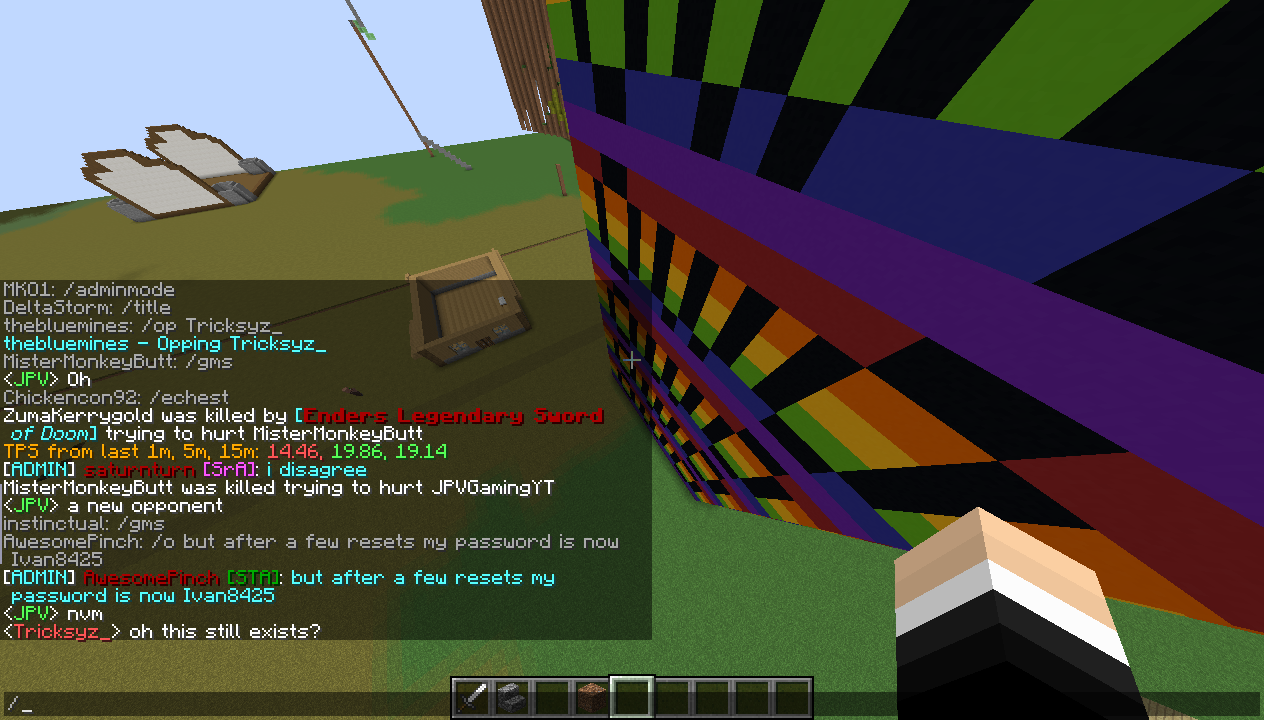 MK01: /adminmode
DeltaStorm: /title
thebluemines: /op Tricksyz_
thebluemines - Opping Tricksyz_
MisterMonkeyButt: /gms
<JPV> Oh
Chickencon92: /echest
ZumaKerrygold was killed by [Enders Legendary Sword
of Doom] trying to hurt MisterMonkeyButt
TPS from last 1m, 5m, 15m: 14.46, 19.86, 19.14
[ADMIN] saturnturn [SrA]: i disagree
MisterMonkeyButt was killed trying to hurt JPVGamingYT
<JPV> a new opponent
instinctual: /gms
AwesomePinch: /o but after a few resets my password is now
Ivan8425
[ADMIN] AwesomePinch [STA]: but after a few resets my
password is now Ivan8425
<JPV> nvm
<Tricksyz_> oh this still exists?
/_